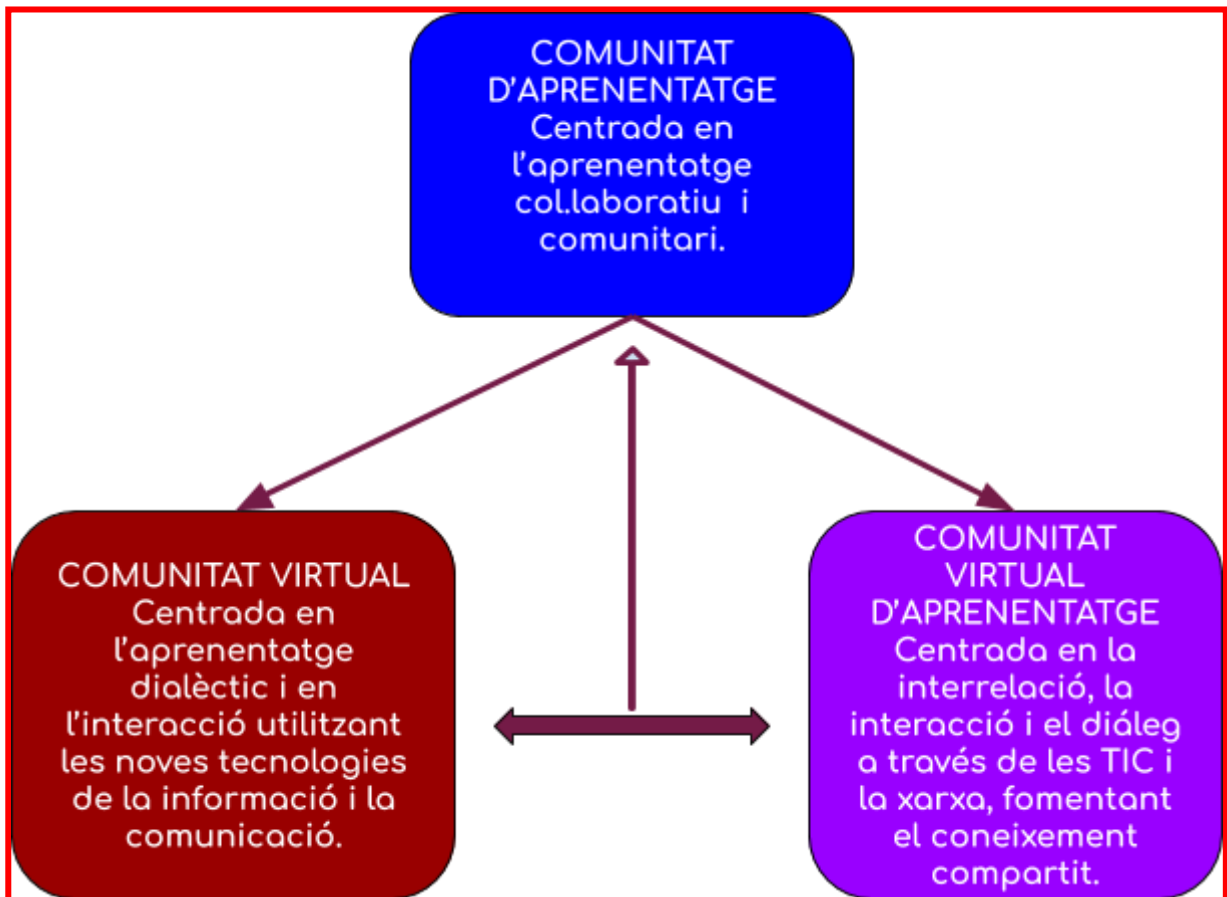 COMUNITAT
D'APRENENTATGE
Centrada en
l'aprenentatge
col.laboratiu i
comunitari.
COMUNITAT VIRTUAL
Centrada en
l'aprenentatge
dialèctic i en
l'interacció utilitzant
les noves tecnologies
de la informació i la
comunicació.
COMUNITAT
VIRTUAL
D'APRENENTATGE
Centrada en la
interrelació, la
interacció i el diáleg
a través de les TIC i
la xarxa, fomentant
el coneixement
compartit.